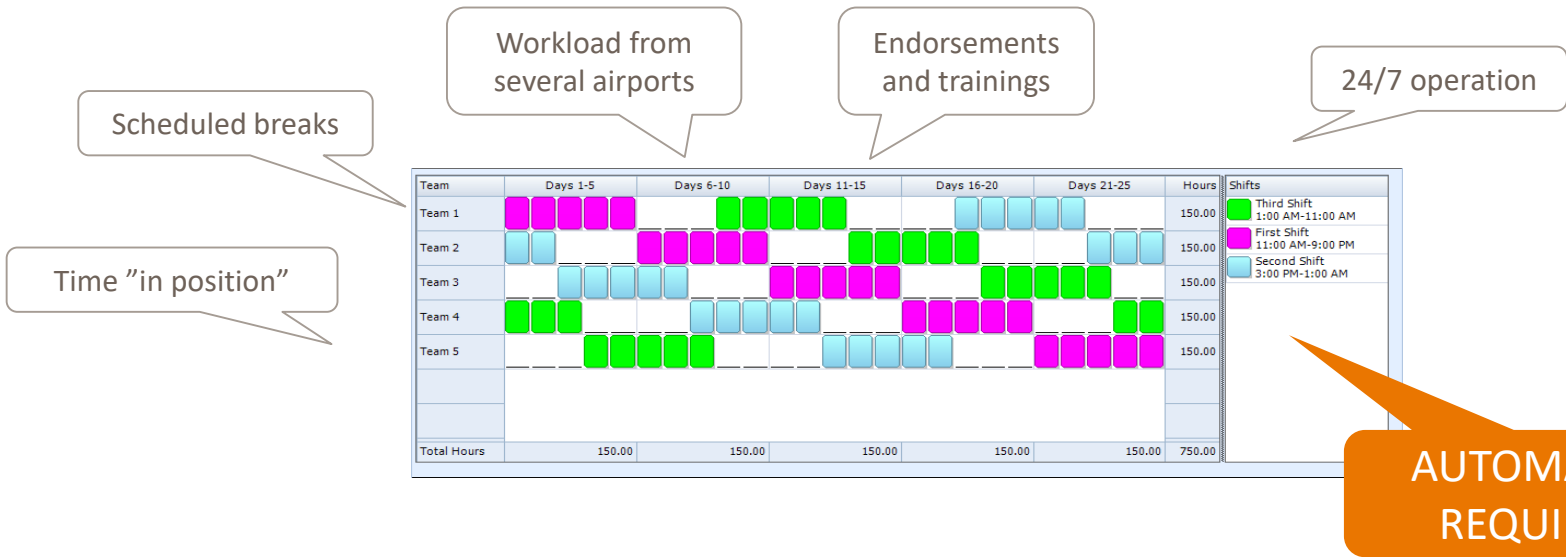 Workload from
several airports
Endorsements
and trainings
24/7 operation
Scheduled breaks
Time ”in position”
Team Days 1-5 Days 6-10 Days 11-15 Days 16-20 Days 21-25 Hours Shifts
Team 1 150.00 Third Shift
1:00 AM-11:00 AM
Team 2 150.00 First Shift
11:00 AM-9:00 PM
Team 3 150.00 Second Shift
3:00 PM-1:00 AM
Team 4 150.00
Team 5 150.00
Total Hours 150.00 150.00 150.00 150.00 150.00 750.00